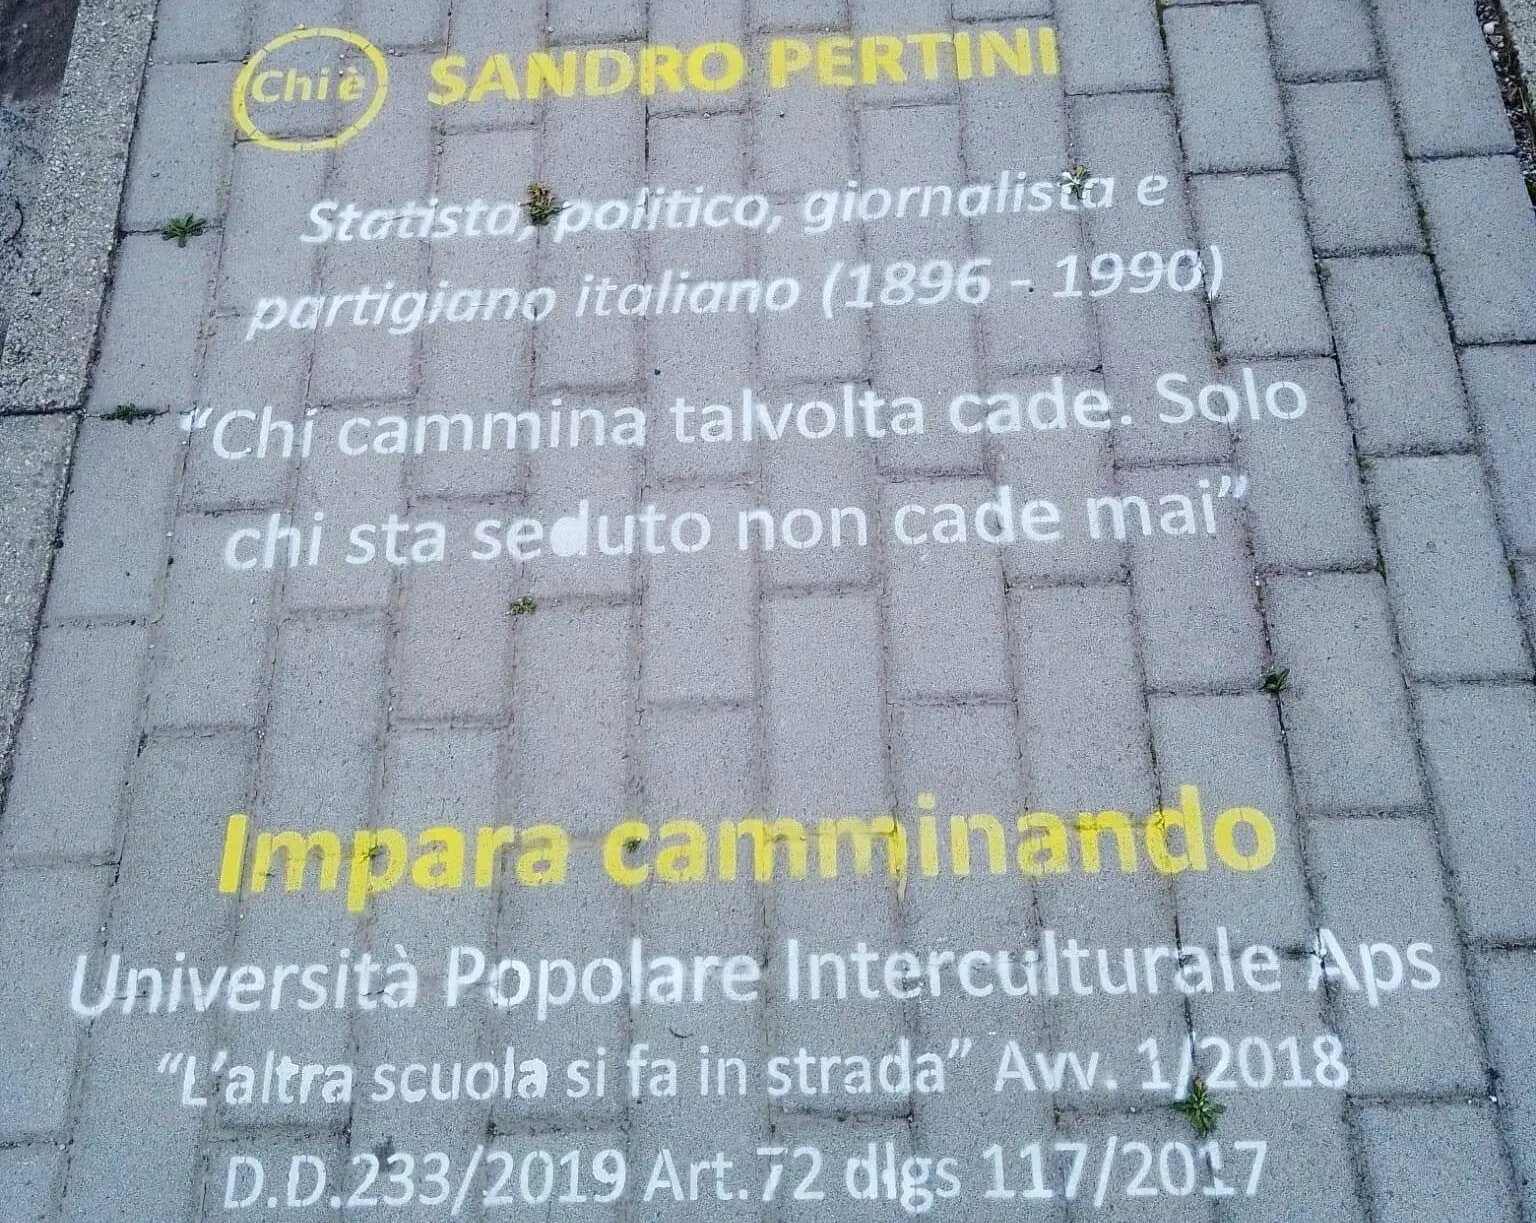 Chi è SANDRO PERTINI
Statista, politico, giornalista e
partigiano italiano (1896 - 1990)
“Chi cammina talvolta cade. Solo
chi sta seduto non cade mai”
Impara camminando
Università Popolare Interculturale Aps
“L’altra scuola si fa in strada” Avv. 1/2018
D.D.233/2019 Art.72 dlgs 117/2017